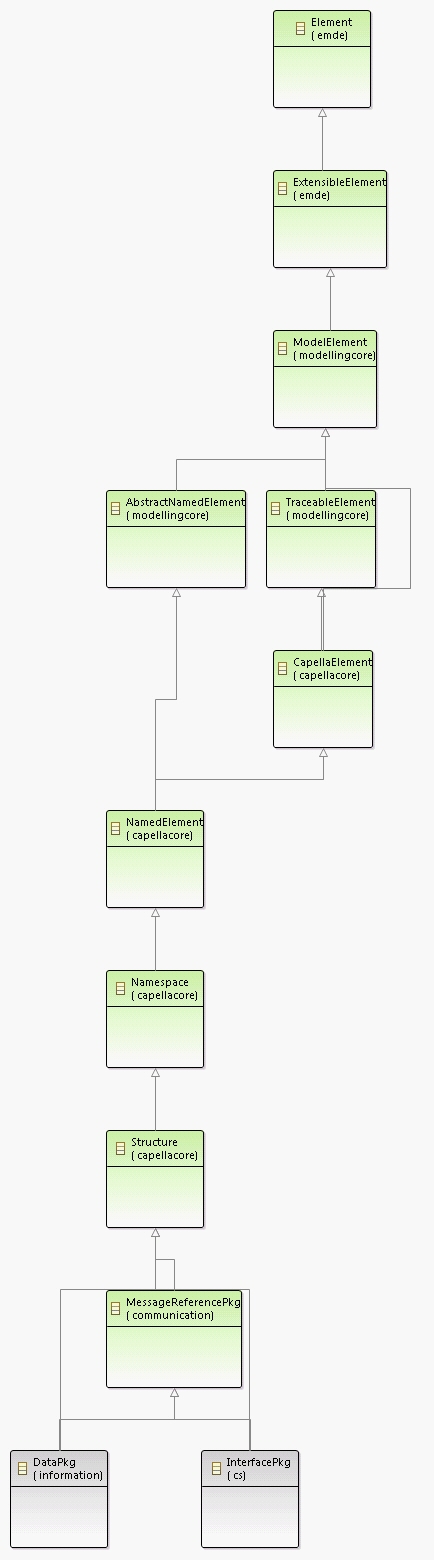 Element
( emde)
ExtensibleElement
( emde)
ModelElement
( modellingcore)
AbstractNamedElement
( modellingcore)
TraceableElement
( modellingcore)
CapellaElement
( capellacore)
NamedElement
( capellacore)
Namespace
( capellacore)
Structure
( capellacore)
MessageReferencePkg
( communication)
DataPkg
( information)
InterfacePkg
( cs)